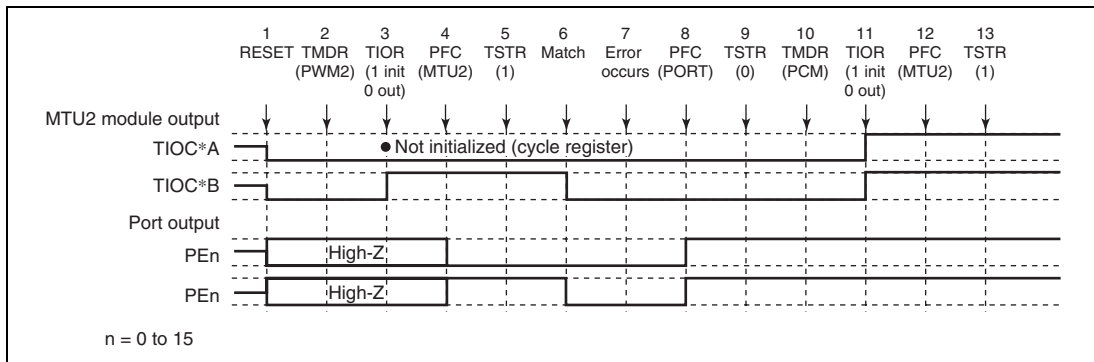 1 2 3 4 5 6 7 8 9 10 11 12 13
RESET TMDR TIOR PFC TSTR Match Error PFC TSTR TMDR TIOR PFC TSTR
(PWM2) (1 init (MTU2) (1) occurs (PORT) (0) (PCM) (1 init (MTU2) (1)
0 out) 0 out)
MTU2 module output
TIOC*A
● Not initialized (cycle register)
TIOC*B
Port output
PEn
High-Z
PEn
High-Z
n = 0 to 15